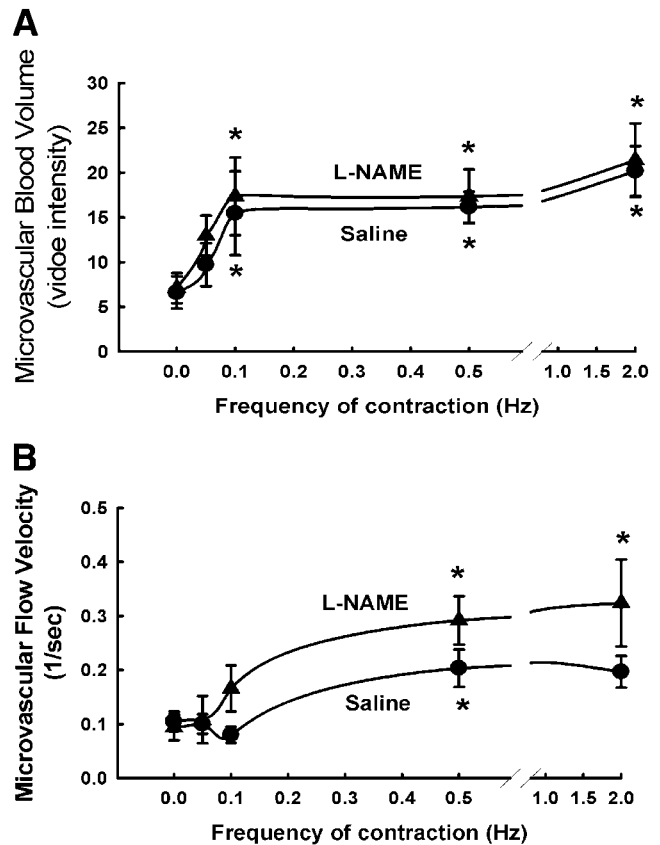 A
Microvascular Blood Volume
(vidoe intensity)
30
25
20
15
10
5
0
*
*
*
L-NAME
Saline
*
*
*
0.0 0.1 0.2 0.3 0.4 0.5 1.0 1.5 2.0
Frequency of contraction (Hz)
B
Microvascular Flow Velocity
(1/sec)
0.5
0.4
0.3
0.2
0.1
0.0
*
*
L-NAME
Saline
*
0.0 0.1 0.2 0.3 0.4 0.5 1.0 1.5 2.0
Frequency of contraction (Hz)